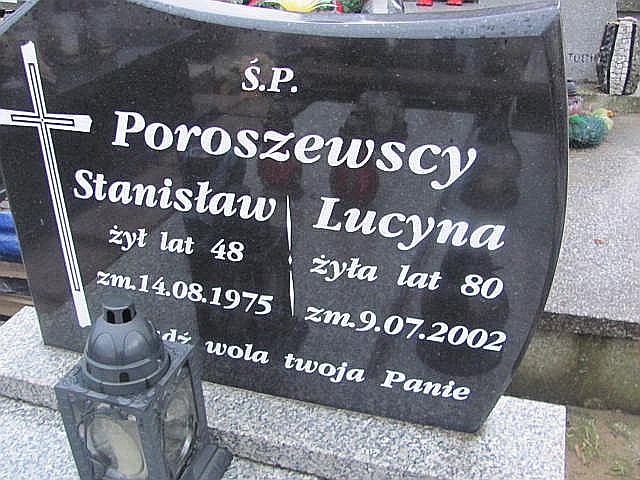 Ś.P.
Poroszewscy
Stanisław
żył lat 48
zm.14.08.1975
Lucyna
żyła lat 80
zm.9.07.2002
wola twoja Panie